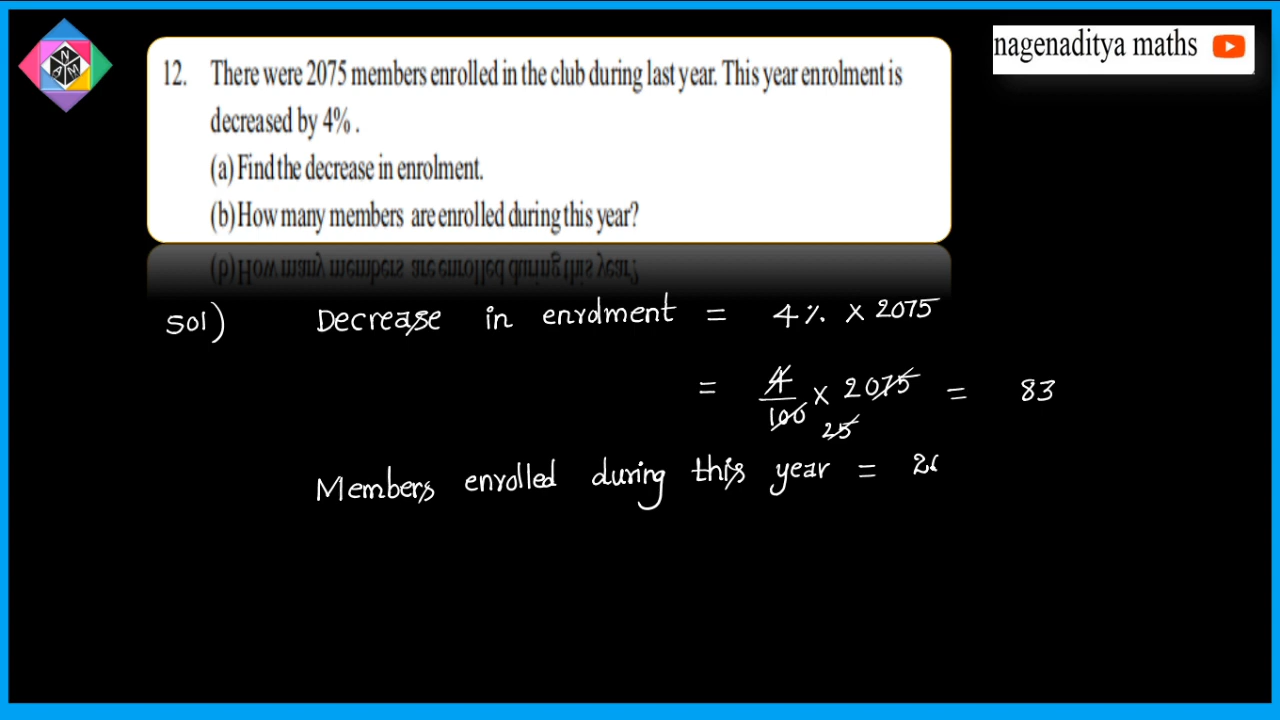 N
A M
nagenaditya maths
12. There were 2075 members enrolled in the club during last year. This year enrolment is
decreased by 4% .
(a) Find the decrease in enrolment.
(b) How many members are enrolled during this year?
Sol) Decrease in enrolment = 4% × 2075
= 4/100 × 2075 = 83
25
Members enrolled during this year = 20